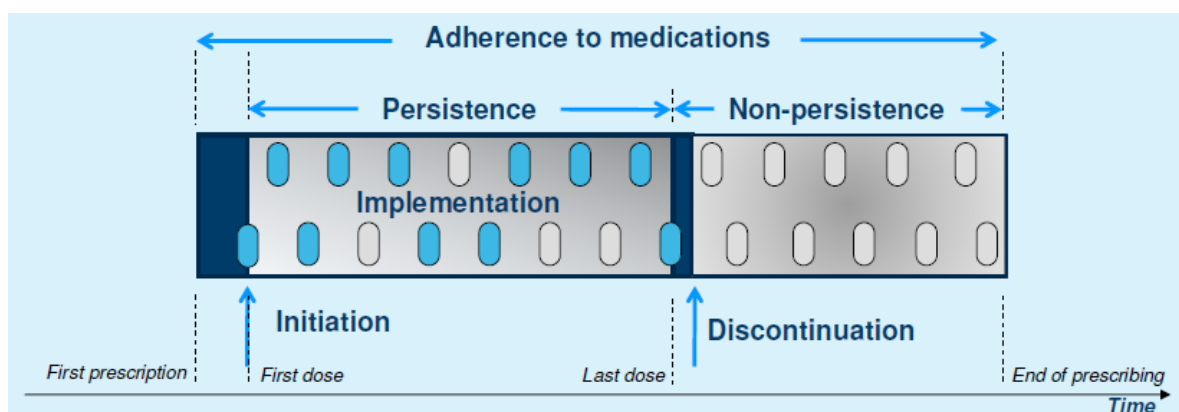 Adherence to medications
Persistence
Non-persistence
Implementation
Initiation
Discontinuation
First prescription
First dose
Last dose
End of prescribing
Time